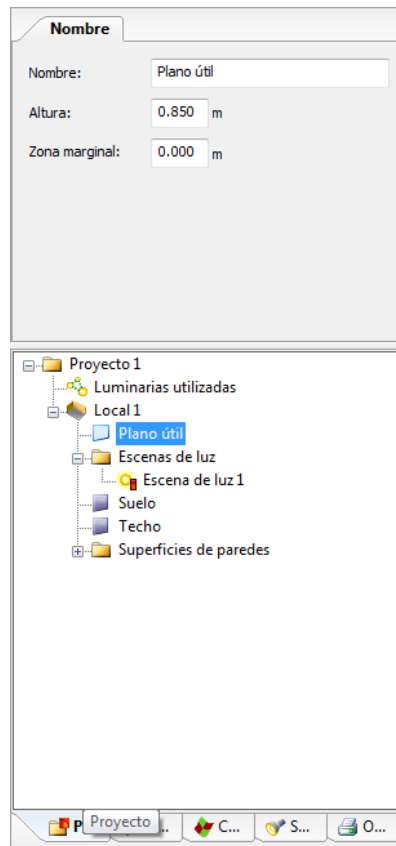 Nombre
Nombre: Plano útil
Altura: 0.850 m
Zona marginal: 0.000 m
Proyecto 1
Luminarias utilizadas
Local 1
Plano útil
Escenas de luz
Escena de luz 1
Suelo
Techo
Superficies de paredes
P Proyecto .. C... S... O...